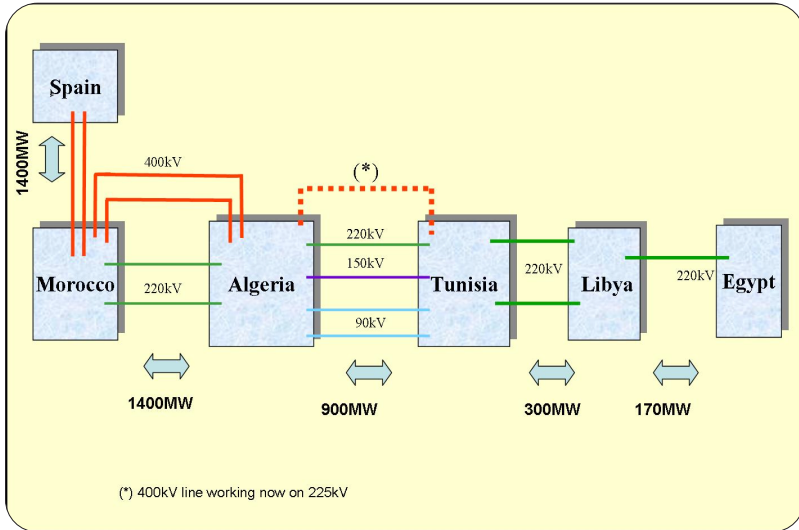 Spain
1400MW
400kV
(*)
Morocco
220kV
Algeria
220kV
150kV
90kV
Tunisia
220kV
Libya
220kV
Egypt
1400MW
900MW
300MW
170MW
(*) 400kV line working now on 225kV